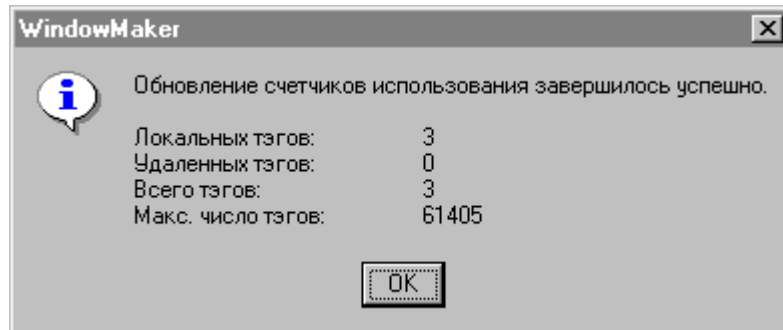 WindowMaker
Обновление счетчиков использования завершилось успешно.
Локальных тэгов: 3
Удаленных тэгов: 0
Всего тэгов: 3
Макс. число тэгов: 61405
OK